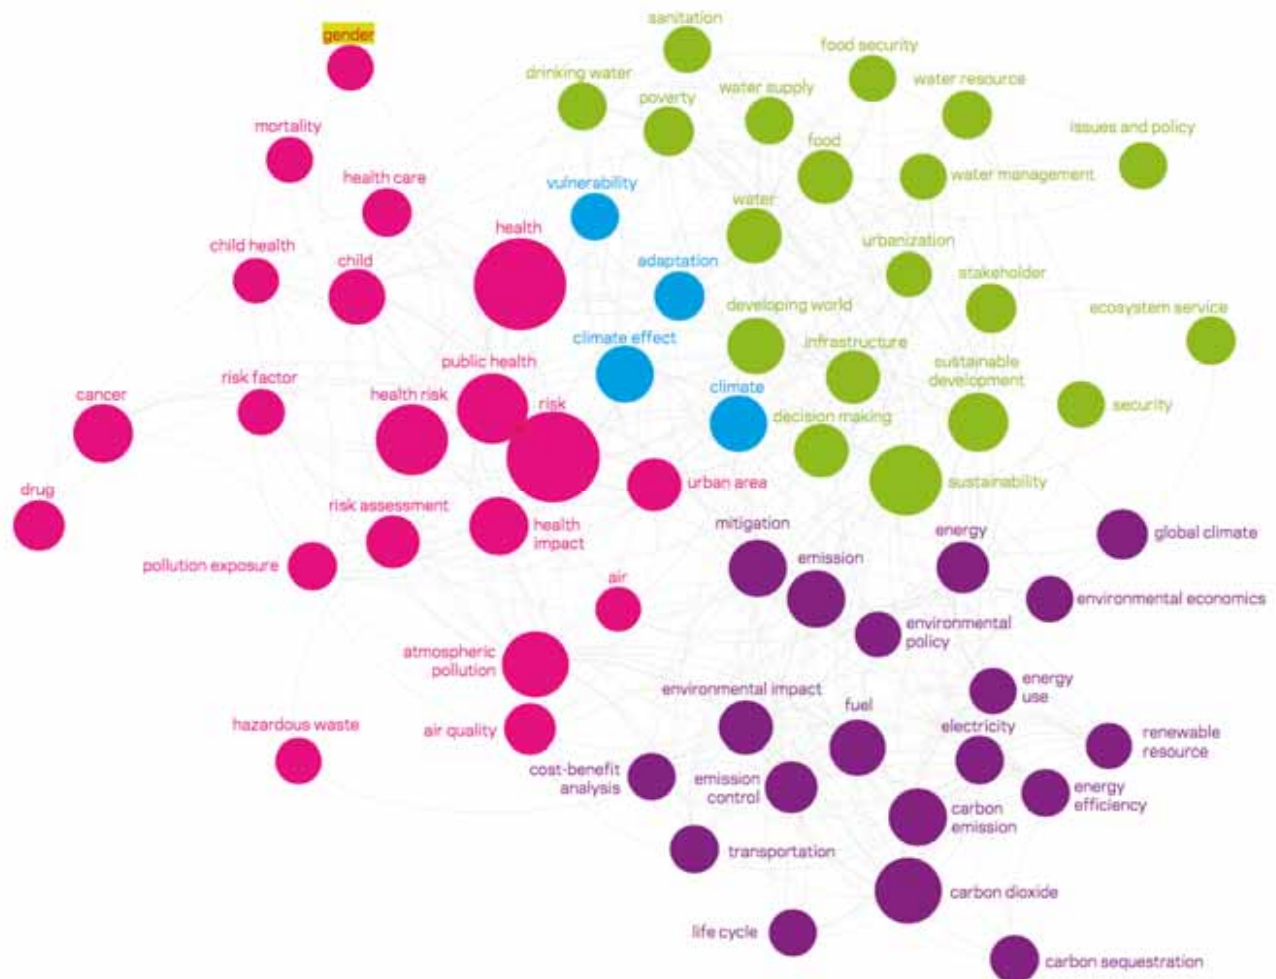 sanitation
gender
food security
drinking water
water resource
poverty
water supply
mortality
issues and policy
food
health care
water management
vulnerability
water
health
child health
child
urbanization
adaptation
stakeholder
developing world
ecosystem service
climate effect
infrastructure
public health
sustainable
development
risk factor
climate
cancer
health risk
risk
security
decision making
urban area
sustainability
drug
risk assessment
mitigation
health
impact
energy
global climate
emission
pollution exposure
air
environmental economics
environmental
policy
atmospheric
pollution
environmental impact
energy
use
fuel
hazardous waste
air quality
electricity
renewable
resource
cost-benefit
analysis
emission
control
energy
efficiency
carbon
emission
transportation
carbon dioxide
life cycle
carbon sequestration